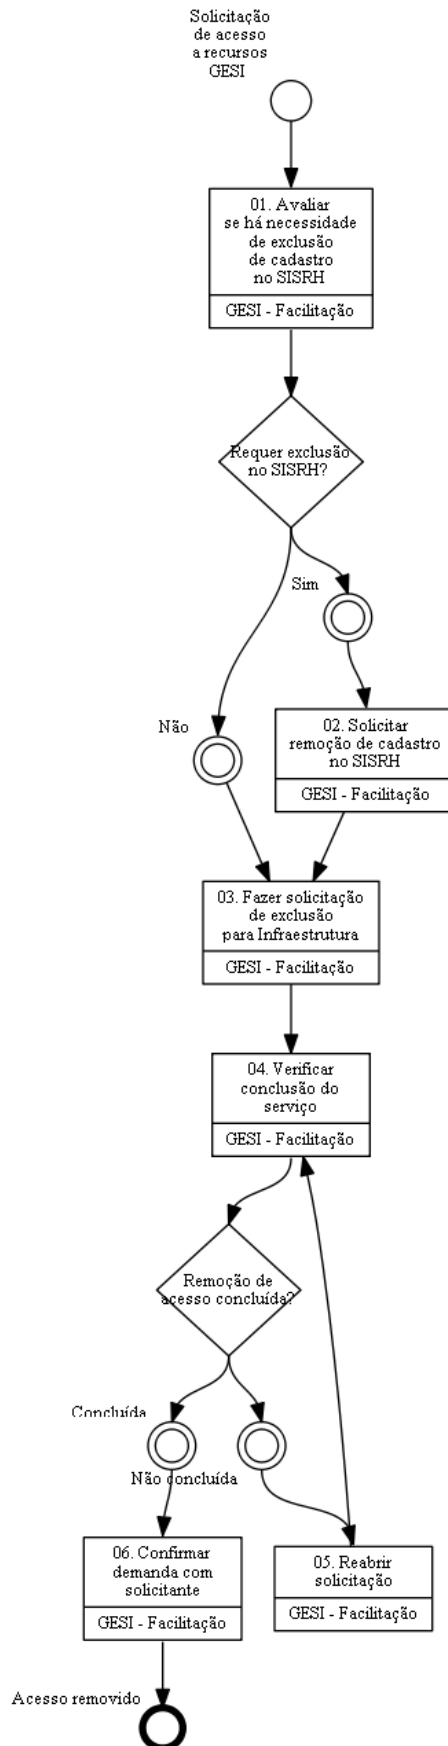 Solicitação
de acesso
a recursos
GESI
01. Avaliar
se há necessidade
de exclusão
de cadastro
no SISRH
GESI - Facilitação
Requer exclusão
no SISRH?
Sim
Não
02. Solicitar
remoção de cadastro
no SISRH
GESI - Facilitação
03. Fazer solicitação
de exclusão
para Infraestrutura
GESI - Facilitação
04. Verificar
conclusão do
serviço
GESI - Facilitação
Remoção de
acesso concluída?
Concluída
Não concluída
06. Confirmar
demanda com
solicitante
GESI - Facilitação
05. Reabrir
solicitação
GESI - Facilitação
Acesso removido